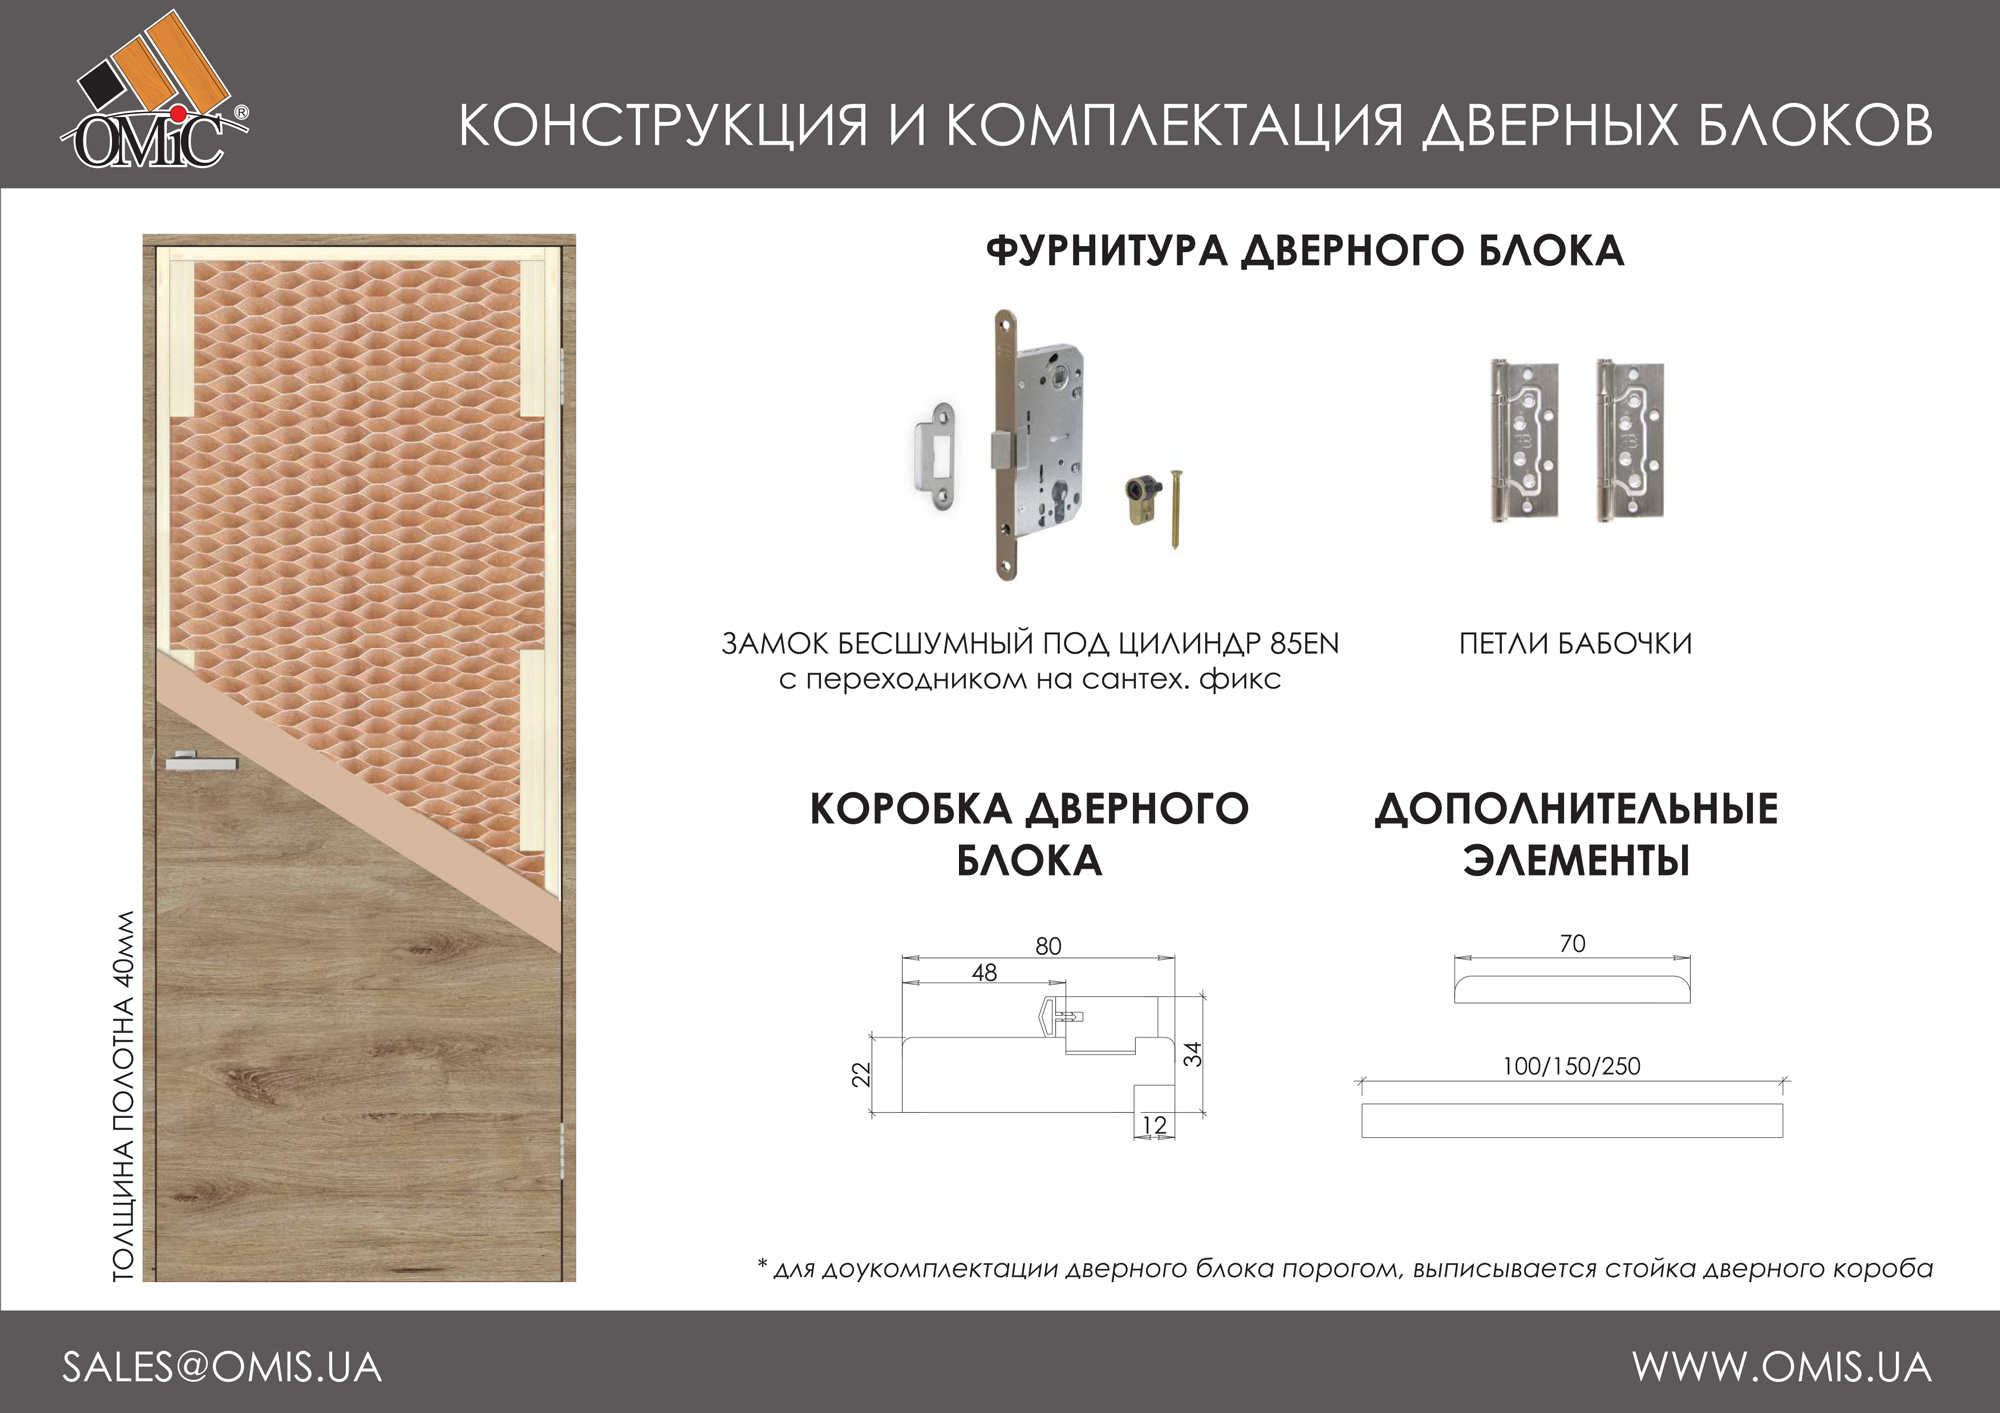 ОМіС®
КОНСТРУКЦИЯ И КОМПЛЕКТАЦИЯ ДВЕРНЫХ БЛОКОВ
ТОЛЩИНА ПОЛОТНА 40мм
ФУРНИТУРА ДВЕРНОГО БЛОКА
ЗАМОК БЕСШУМНЫЙ ПОД ЦИЛИНДР 85EN
с переходником на сантех. фикс
ПЕТЛИ БАБОЧКИ
КОРОБКА ДВЕРНОГО
БЛОКА
80
48
22
34
12
ДОПОЛНИТЕЛЬНЫЕ
ЭЛЕМЕНТЫ
70
100/150/250
* для доукомплектации дверного блока порогом, выписывается стойка дверного короба
SALES@OMIS.UA
WWW.OMIS.UA